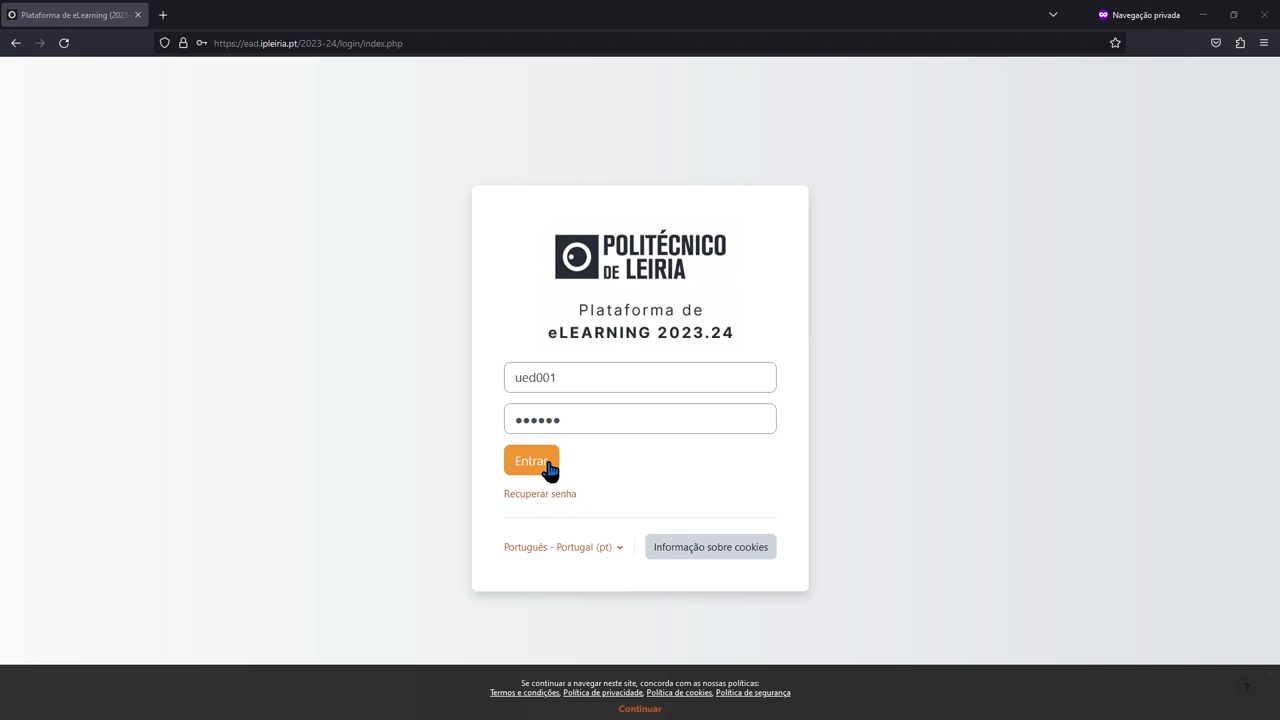 Plataforma de eLearning (2023
Navegação privada
https://ead.ipleiria.pt/2023-24/login/index.php
POLITÉCNICO
DE LEIRIA
Plataforma de
eLEARNING 2023.24
ued001
••••••
Entrar
Recuperar senha
Português - Portugal (pt)
Informação sobre cookies
Se continuar a navegar neste site, concorda com as nossas políticas:
Termos e condições, Política de privacidade, Política de cookies, Política de segurança
Continuar
?